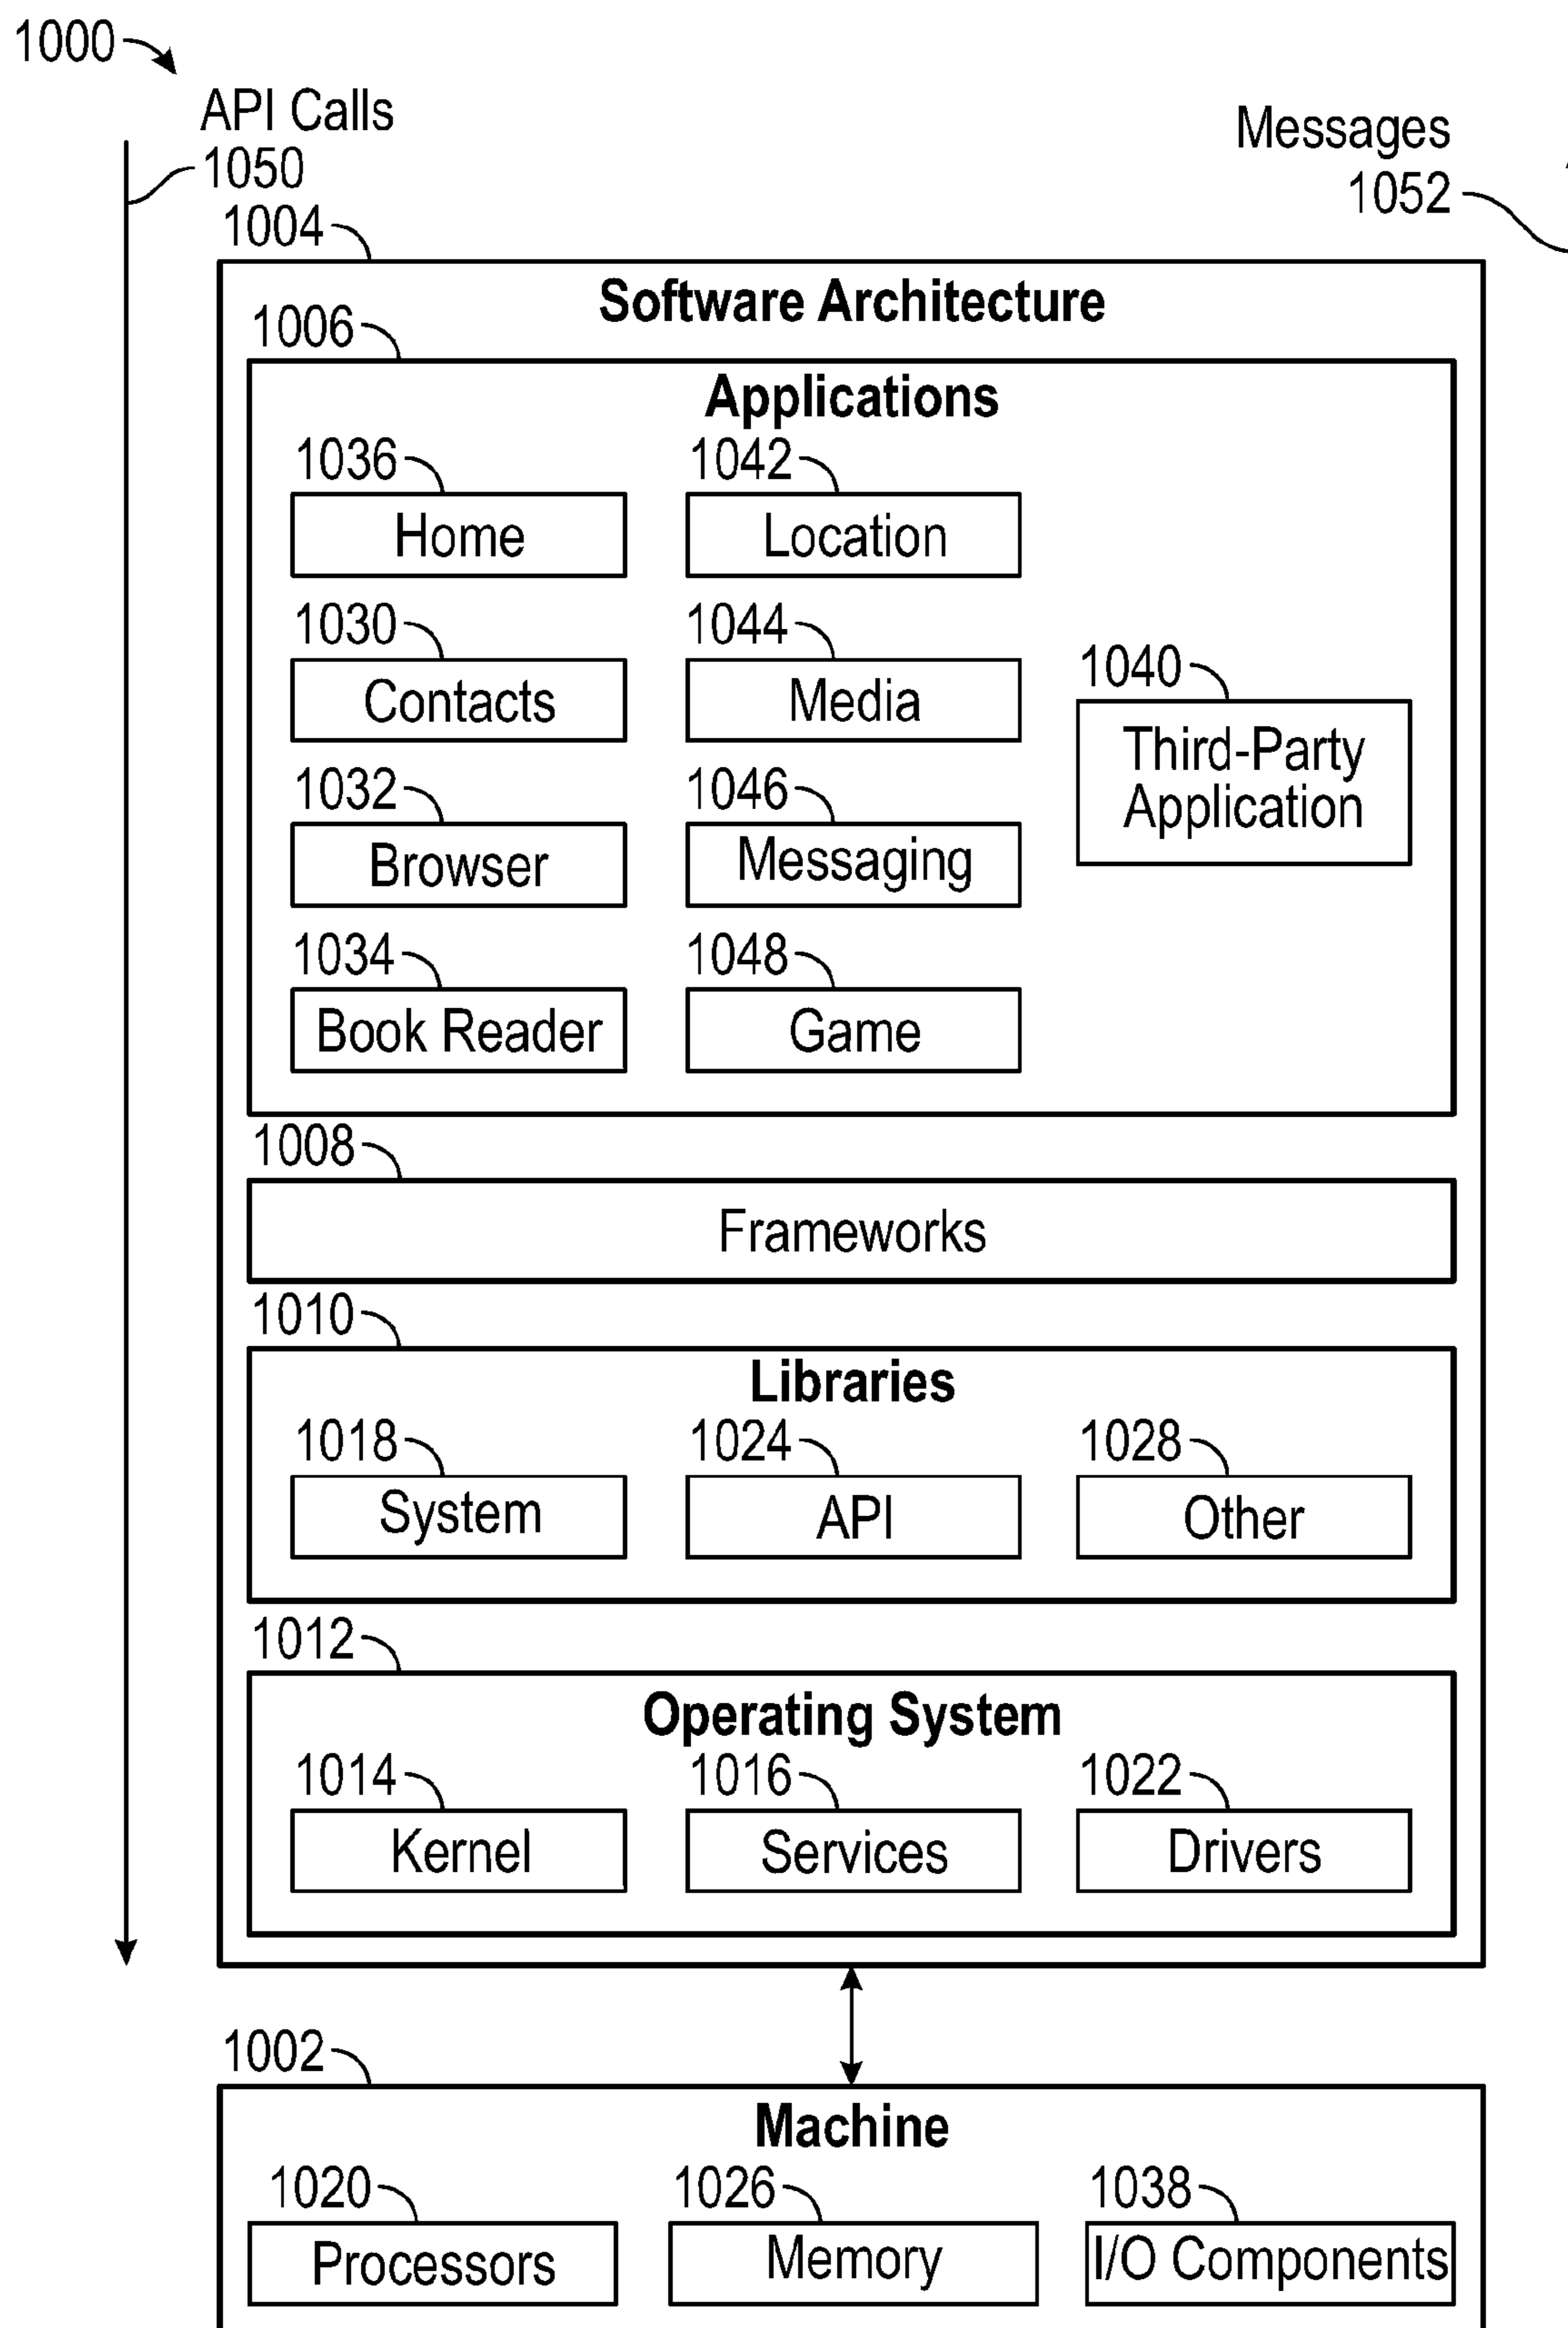 1000
API Calls
1050
Messages
1052
1004
Software Architecture
1006
Applications
1036
Home
1042
Location
1030
Contacts
1044
Media
1040
Third-Party
Application
1032
Browser
1046
Messaging
1034
Book Reader
1048
Game
1008
Frameworks
1010
Libraries
1018
System
1024
API
1028
Other
1012
Operating System
1014
Kernel
1016
Services
1022
Drivers
1002
Machine
1020
Processors
1026
Memory
1038
I/O Components